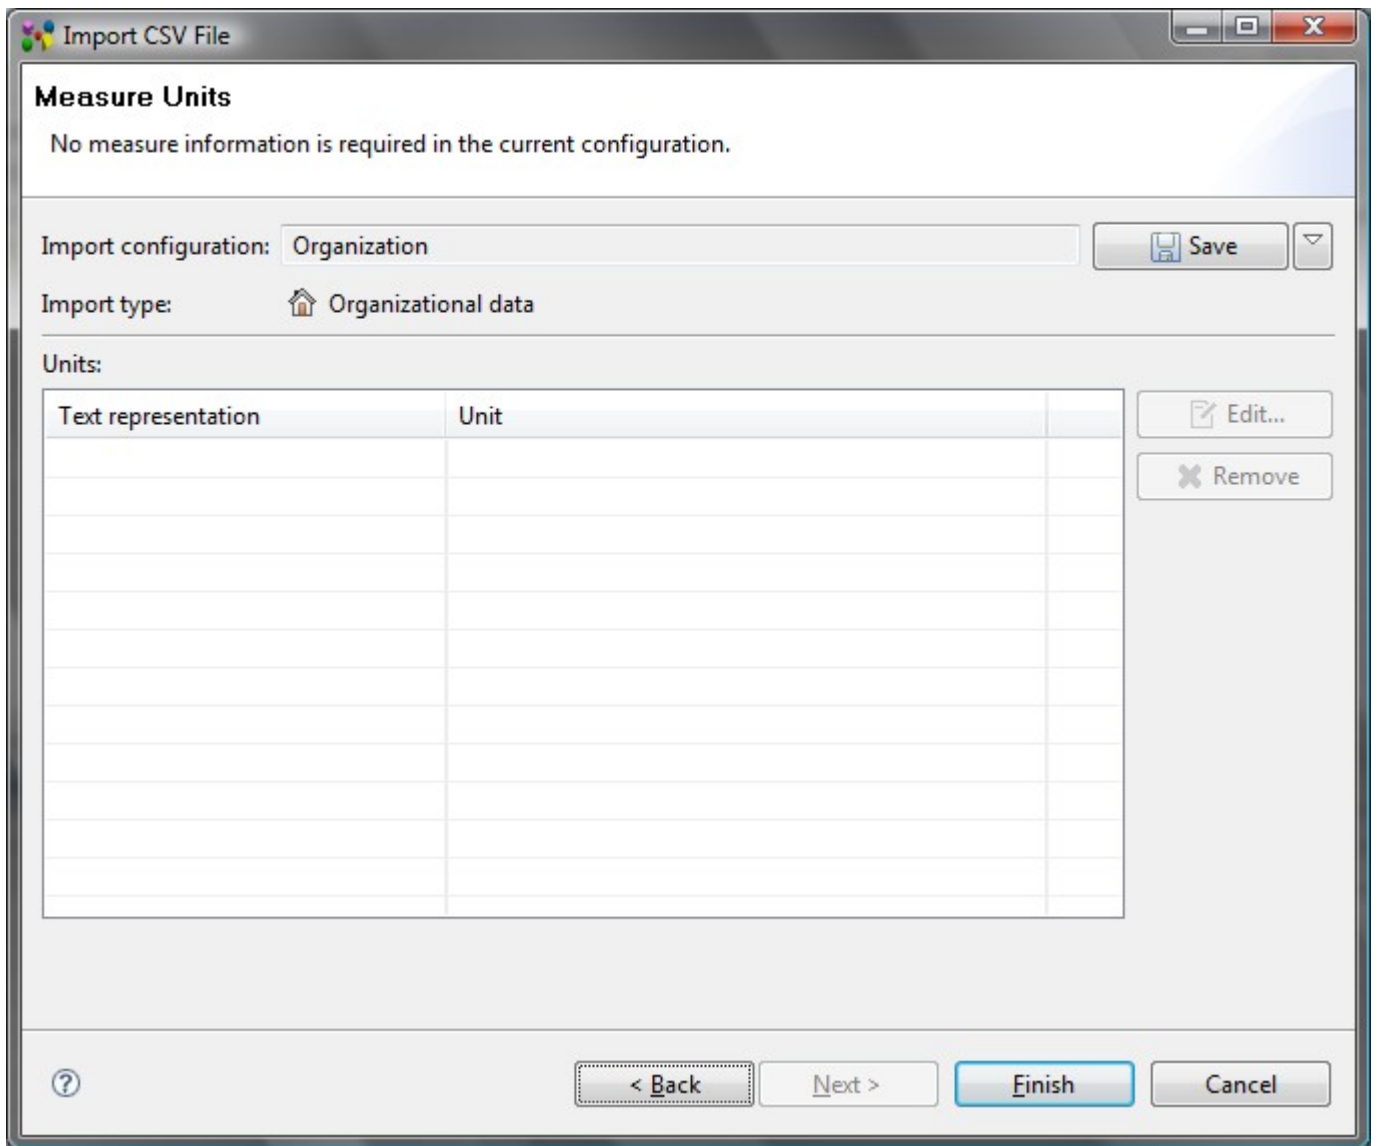 Import CSV File
Measure Units
No measure information is required in the current configuration.
Import configuration: Organization Save
Import type: Organizational data
Units:
Text representation Unit
Edit...
Remove
? < Back Next > Finish Cancel